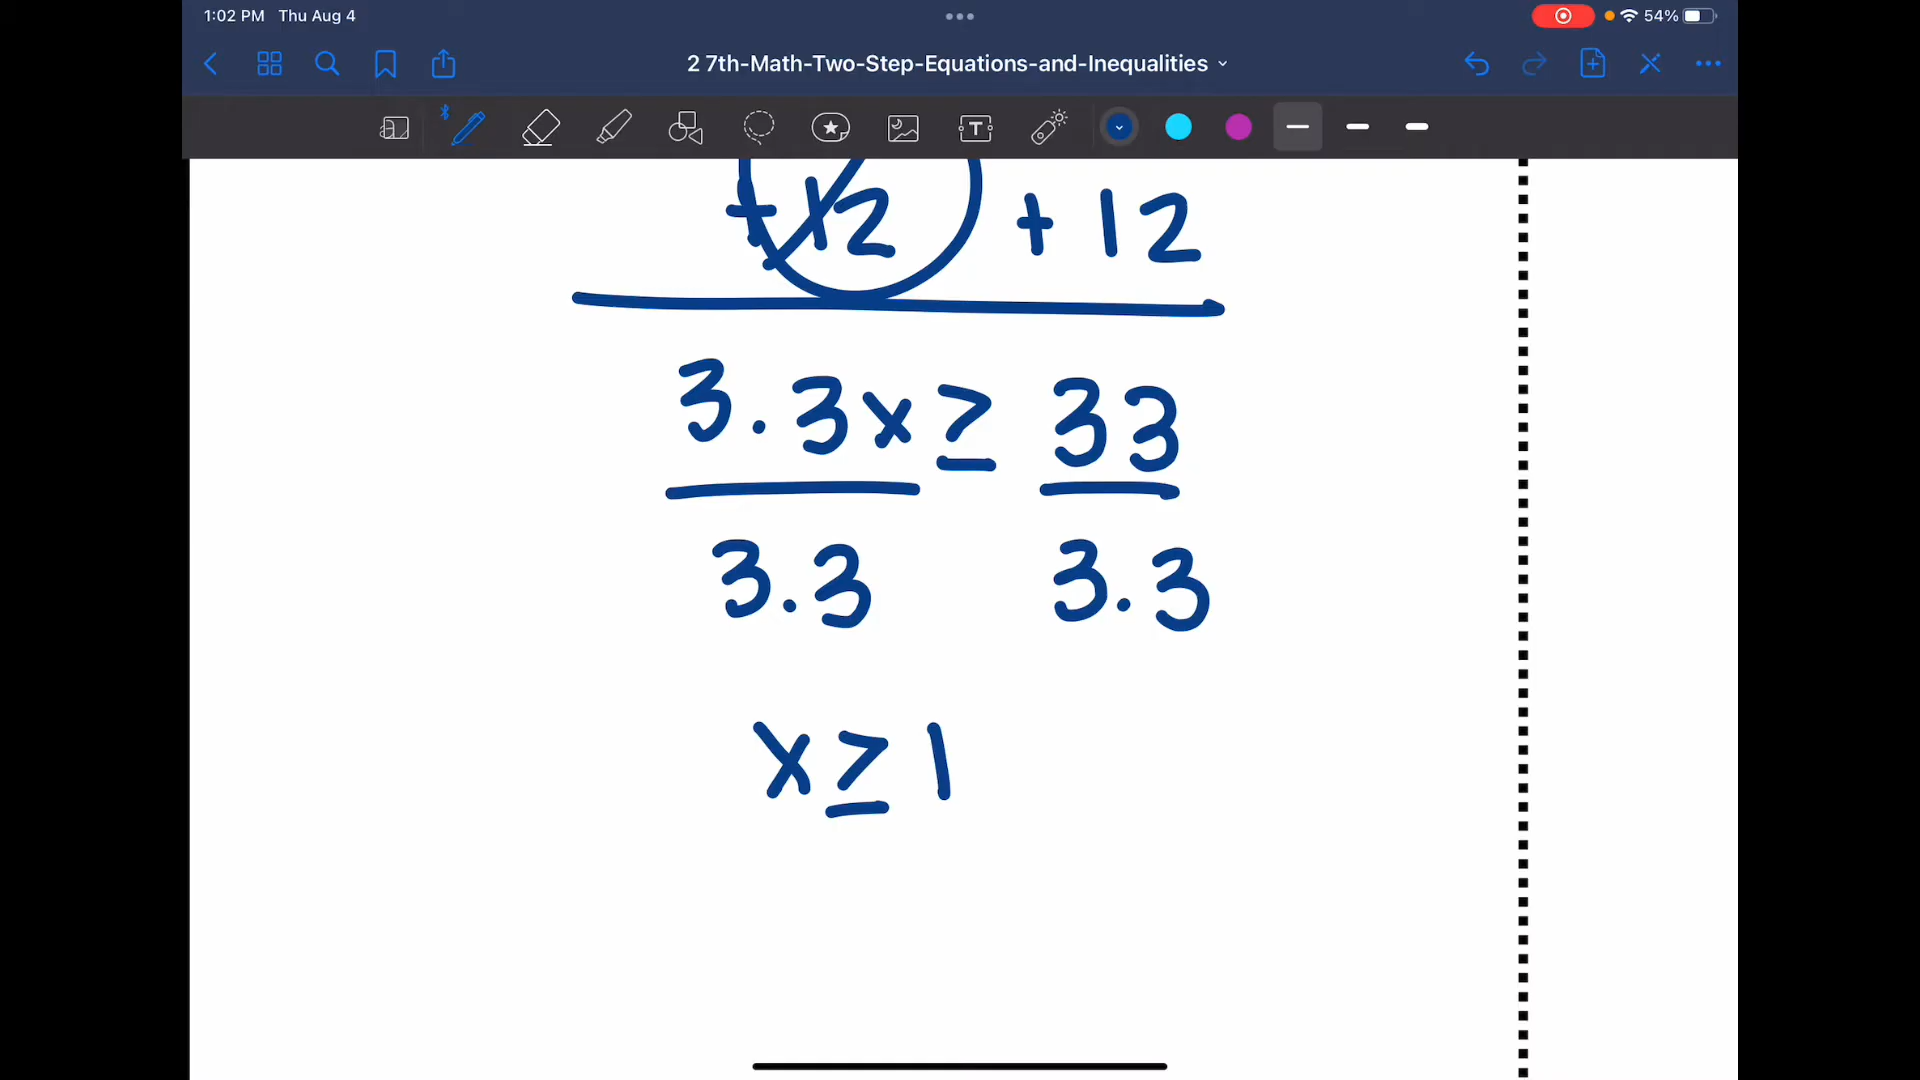 1:02 PM Thu Aug 4 54%
2 7th-Math-Two-Step-Equations-and-Inequalities
+12 +12
3.3x ≥ 33
3.3 3.3
x ≥ 1